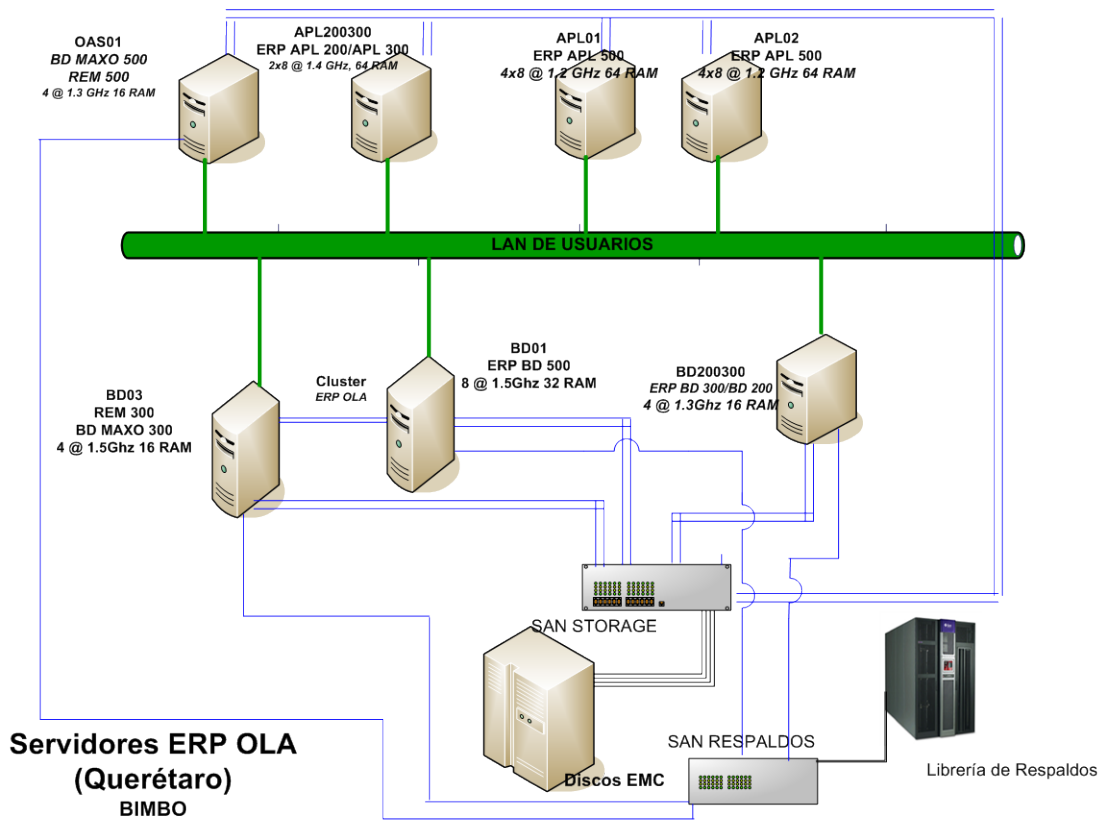 OAS01
BD MAXO 500
REM 500
4 @ 1.3 GHz 16 RAM
APL200300
ERP APL 200/APL 300
2x8 @ 1.4 GHz, 64 RAM
APL01
ERP APL 500
4x8 @ 1.2 GHz 64 RAM
APL02
ERP APL 500
4x8 @ 1.2 GHz 64 RAM
LAN DE USUARIOS
BD03
REM 300
BD MAXO 300
4 @ 1.5Ghz 16 RAM
Cluster
ERP OLA
BD01
ERP BD 500
8 @ 1.5Ghz 32 RAM
BD200300
ERP BD 300/BD 200
4 @ 1.3Ghz 16 RAM
SAN STORAGE
Discos EMC
SAN RESPALDOS
Librería de Respaldos
Servidores ERP OLA
(Querétaro)
BIMBO